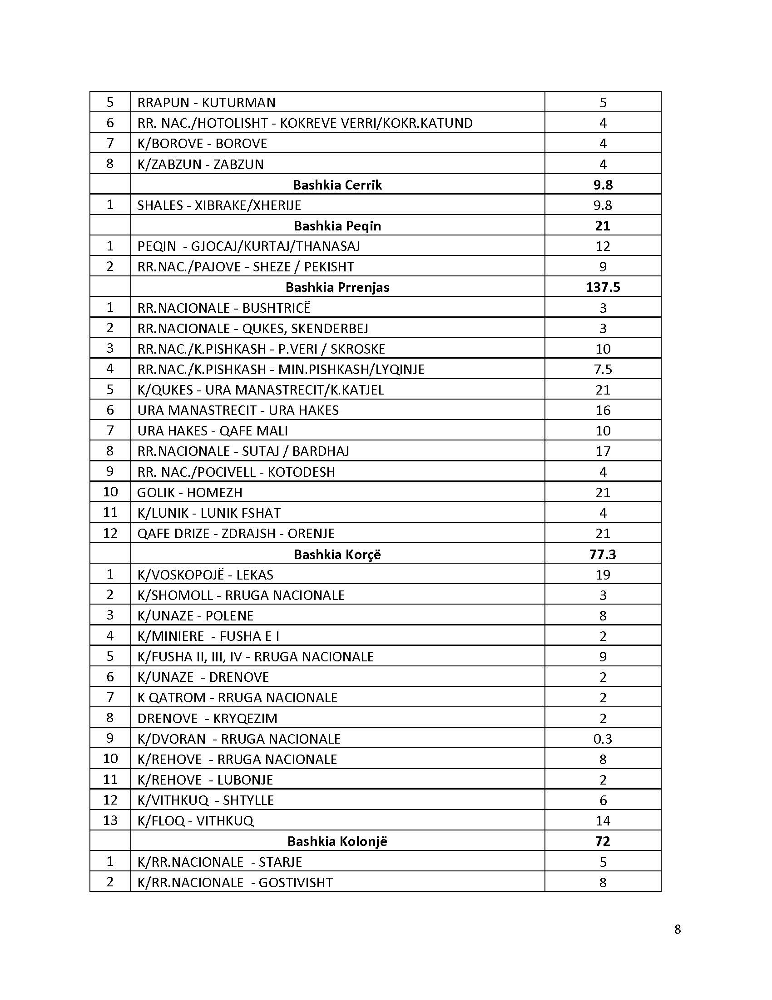 5 RRAPUN - KUTURMAN 5
6 RR. NAC./HOTOLISHT - KOKREVE VERRI/KOKR.KATUND 4
7 K/BOROVE - BOROVE 4
8 K/ZABZUN - ZABZUN 4
Bashkia Cerrik 9.8
1 SHALES - XIBRAKE/XHERIJE 9.8
Bashkia Peqin 21
1 PEQIN - GJOCAJ/KURTAJ/THANASAJ 12
2 RR.NAC./PAJOVE - SHEZE / PEKISHT 9
Bashkia Prrenjas 137.5
1 RR.NACIONALE - BUSHTRICË 3
2 RR.NACIONALE - QUKES, SKENDERBEJ 3
3 RR.NAC./K.PISHKASH - P.VERI / SKROSKE 10
4 RR.NAC./K.PISHKASH - MIN.PISHKASH/LYQINJE 7.5
5 K/QUKES - URA MANASTRECIT/K.KATJEL 21
6 URA MANASTRECIT - URA HAKES 16
7 URA HAKES - QAFE MALI 10
8 RR.NACIONALE - SUTAJ / BARDHAJ 17
9 RR. NAC./POCIVELL - KOTODESH 4
10 GOLIK - HOMEZH 21
11 K/LUNIK - LUNIK FSHAT 4
12 QAFE DRIZE - ZDRAJSH - ORENJE 21
Bashkia Korçë 77.3
1 K/VOSKOPOJË - LEKAS 19
2 K/SHOMOLL - RRUGA NACIONALE 3
3 K/UNAZE - POLENE 8
4 K/MINIERE - FUSHA E I 2
5 K/FUSHA II, III, IV - RRUGA NACIONALE 9
6 K/UNAZE - DRENOVE 2
7 K QATROM - RRUGA NACIONALE 2
8 DRENOVE - KRYQEZIM 2
9 K/DVORAN - RRUGA NACIONALE 0.3
10 K/REHOVE - RRUGA NACIONALE 8
11 K/REHOVE - LUBONJE 2
12 K/VITHKUQ - SHTYLLE 6
13 K/FLOQ - VITHKUQ 14
Bashkia Kolonjë 72
1 K/RR.NACIONALE - STARJE 5
2 K/RR.NACIONALE - GOSTIVISHT 8
8